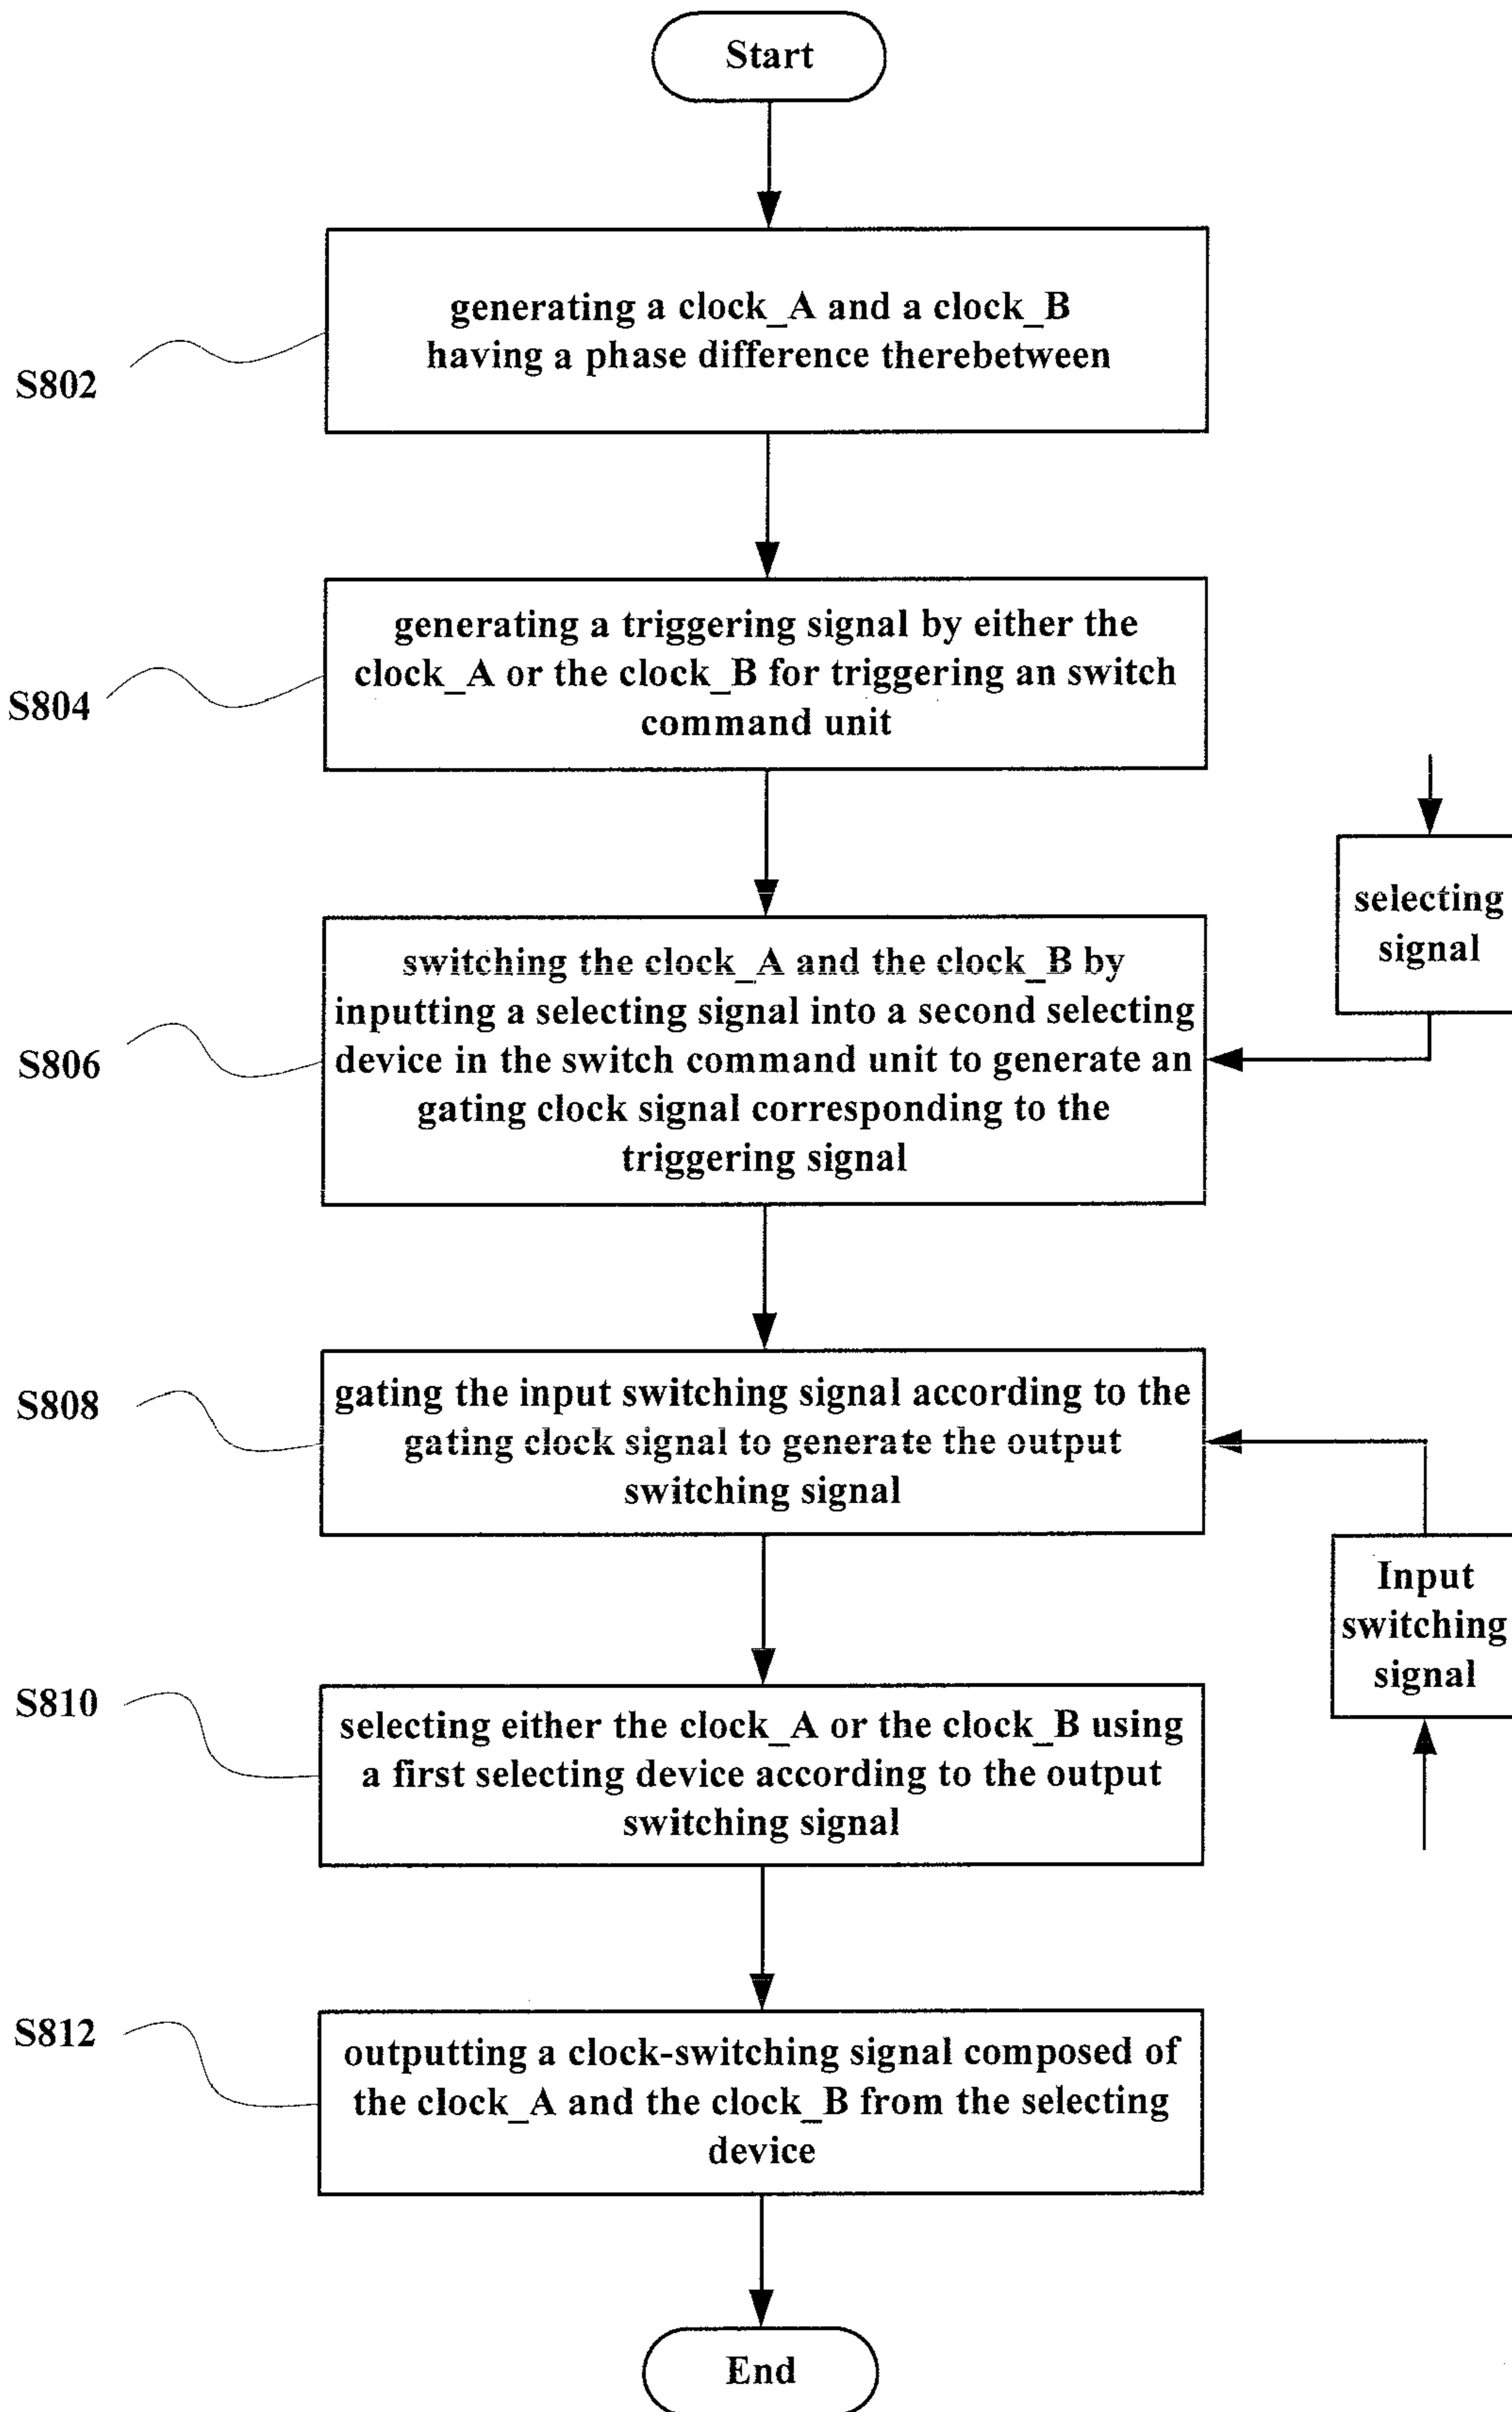 Start
generating a clock_A and a clock_B
having a phase difference therebetween
S802
generating a triggering signal by either the
clock_A or the clock_B for triggering an switch
command unit
S804
selecting
signal
switching the clock_A and the clock_B by
inputting a selecting signal into a second selecting
device in the switch command unit to generate an
gating clock signal corresponding to the
triggering signal
S806
gating the input switching signal according to the
gating clock signal to generate the output
switching signal
S808
Input
switching
signal
selecting either the clock_A or the clock_B using
a first selecting device according to the output
switching signal
S810
outputting a clock-switching signal composed of
the clock_A and the clock_B from the selecting
device
S812
End